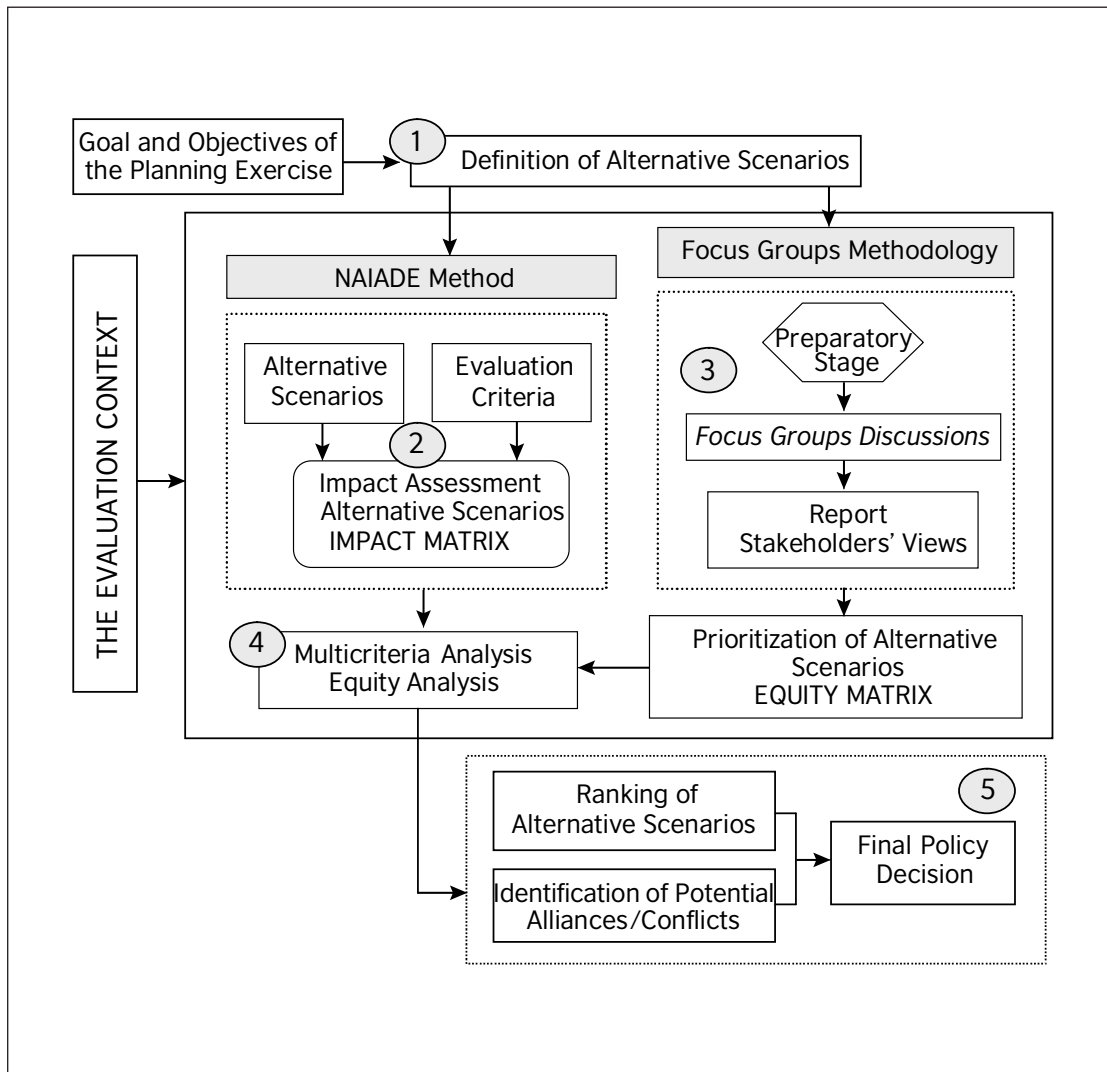 Goal and Objectives of
the Planning Exercise
1
Definition of Alternative Scenarios
THE EVALUATION CONTEXT
NAIADE Method
Alternative
Scenarios
Evaluation
Criteria
2
Impact Assessment
Alternative Scenarios
IMPACT MATRIX
Focus Groups Methodology
3
Preparatory
Stage
Focus Groups Discussions
Report
Stakeholders’ Views
Prioritization of Alternative
Scenarios
EQUITY MATRIX
4
Multicriteria Analysis
Equity Analysis
5
Ranking of
Alternative Scenarios
Identification of Potential
Alliances/Conflicts
Final Policy
Decision